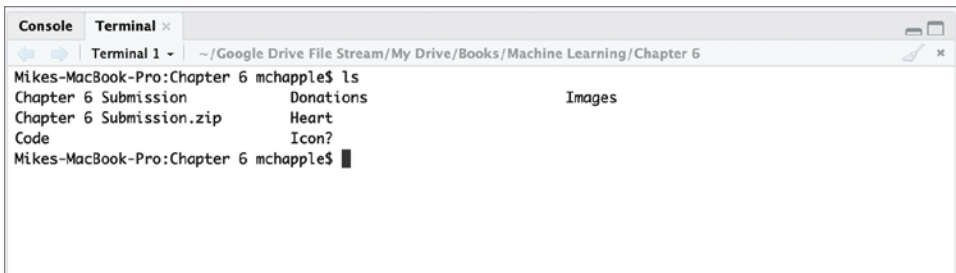 Console Terminal ×
Terminal 1 ~/Google Drive File Stream/My Drive/Books/Machine Learning/Chapter 6
Mikes-MacBook-Pro:Chapter 6 mchapple$ ls
Chapter 6 Submission Donations Images
Chapter 6 Submission.zip Heart
Code Icon?
Mikes-MacBook-Pro:Chapter 6 mchapple$